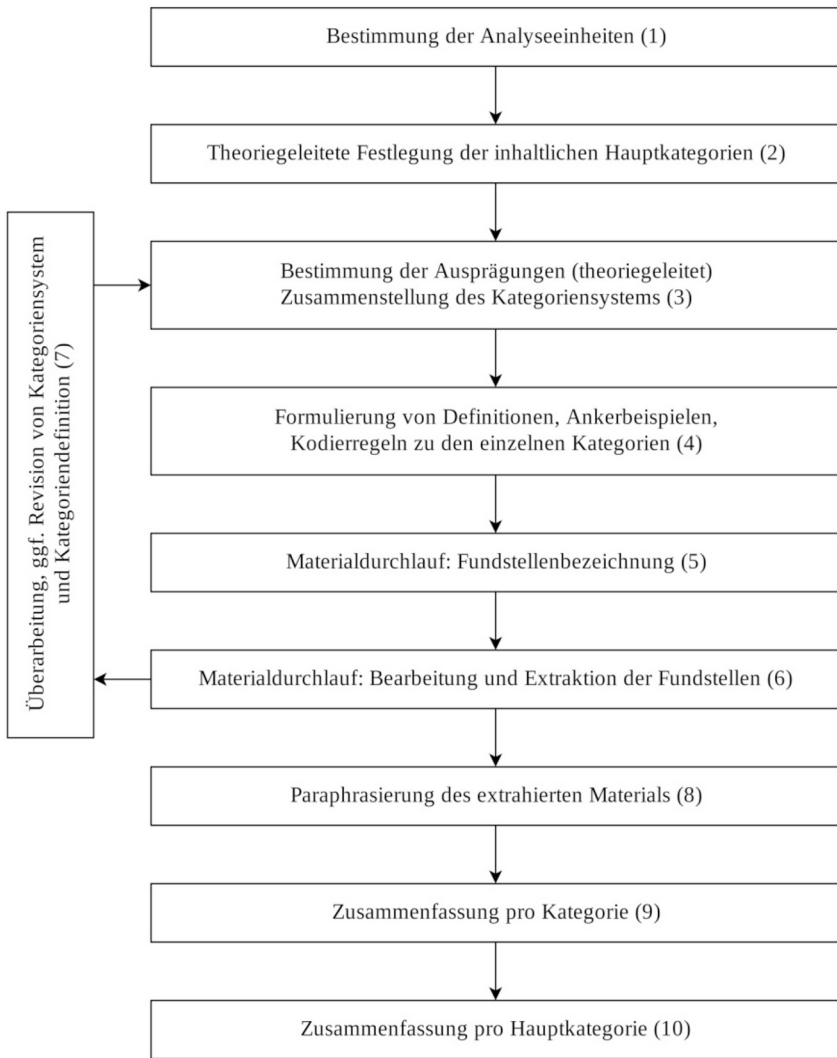 Bestimmung der Analyseeinheiten (1)
Theoriegeleitete Festlegung der inhaltlichen Hauptkategorien (2)
Bestimmung der Ausprägungen (theoriegeleitet)
Zusammenstellung des Kategoriensystems (3)
Formulierung von Definitionen, Ankerbeispielen,
Kodierregeln zu den einzelnen Kategorien (4)
Materialdurchlauf: Fundstellenbezeichnung (5)
Materialdurchlauf: Bearbeitung und Extraktion der Fundstellen (6)
Überarbeitung, ggf. Revision von Kategoriensystem
und Kategoriendefinition (7)
Paraphrasierung des extrahierten Materials (8)
Zusammenfassung pro Kategorie (9)
Zusammenfassung pro Hauptkategorie (10)